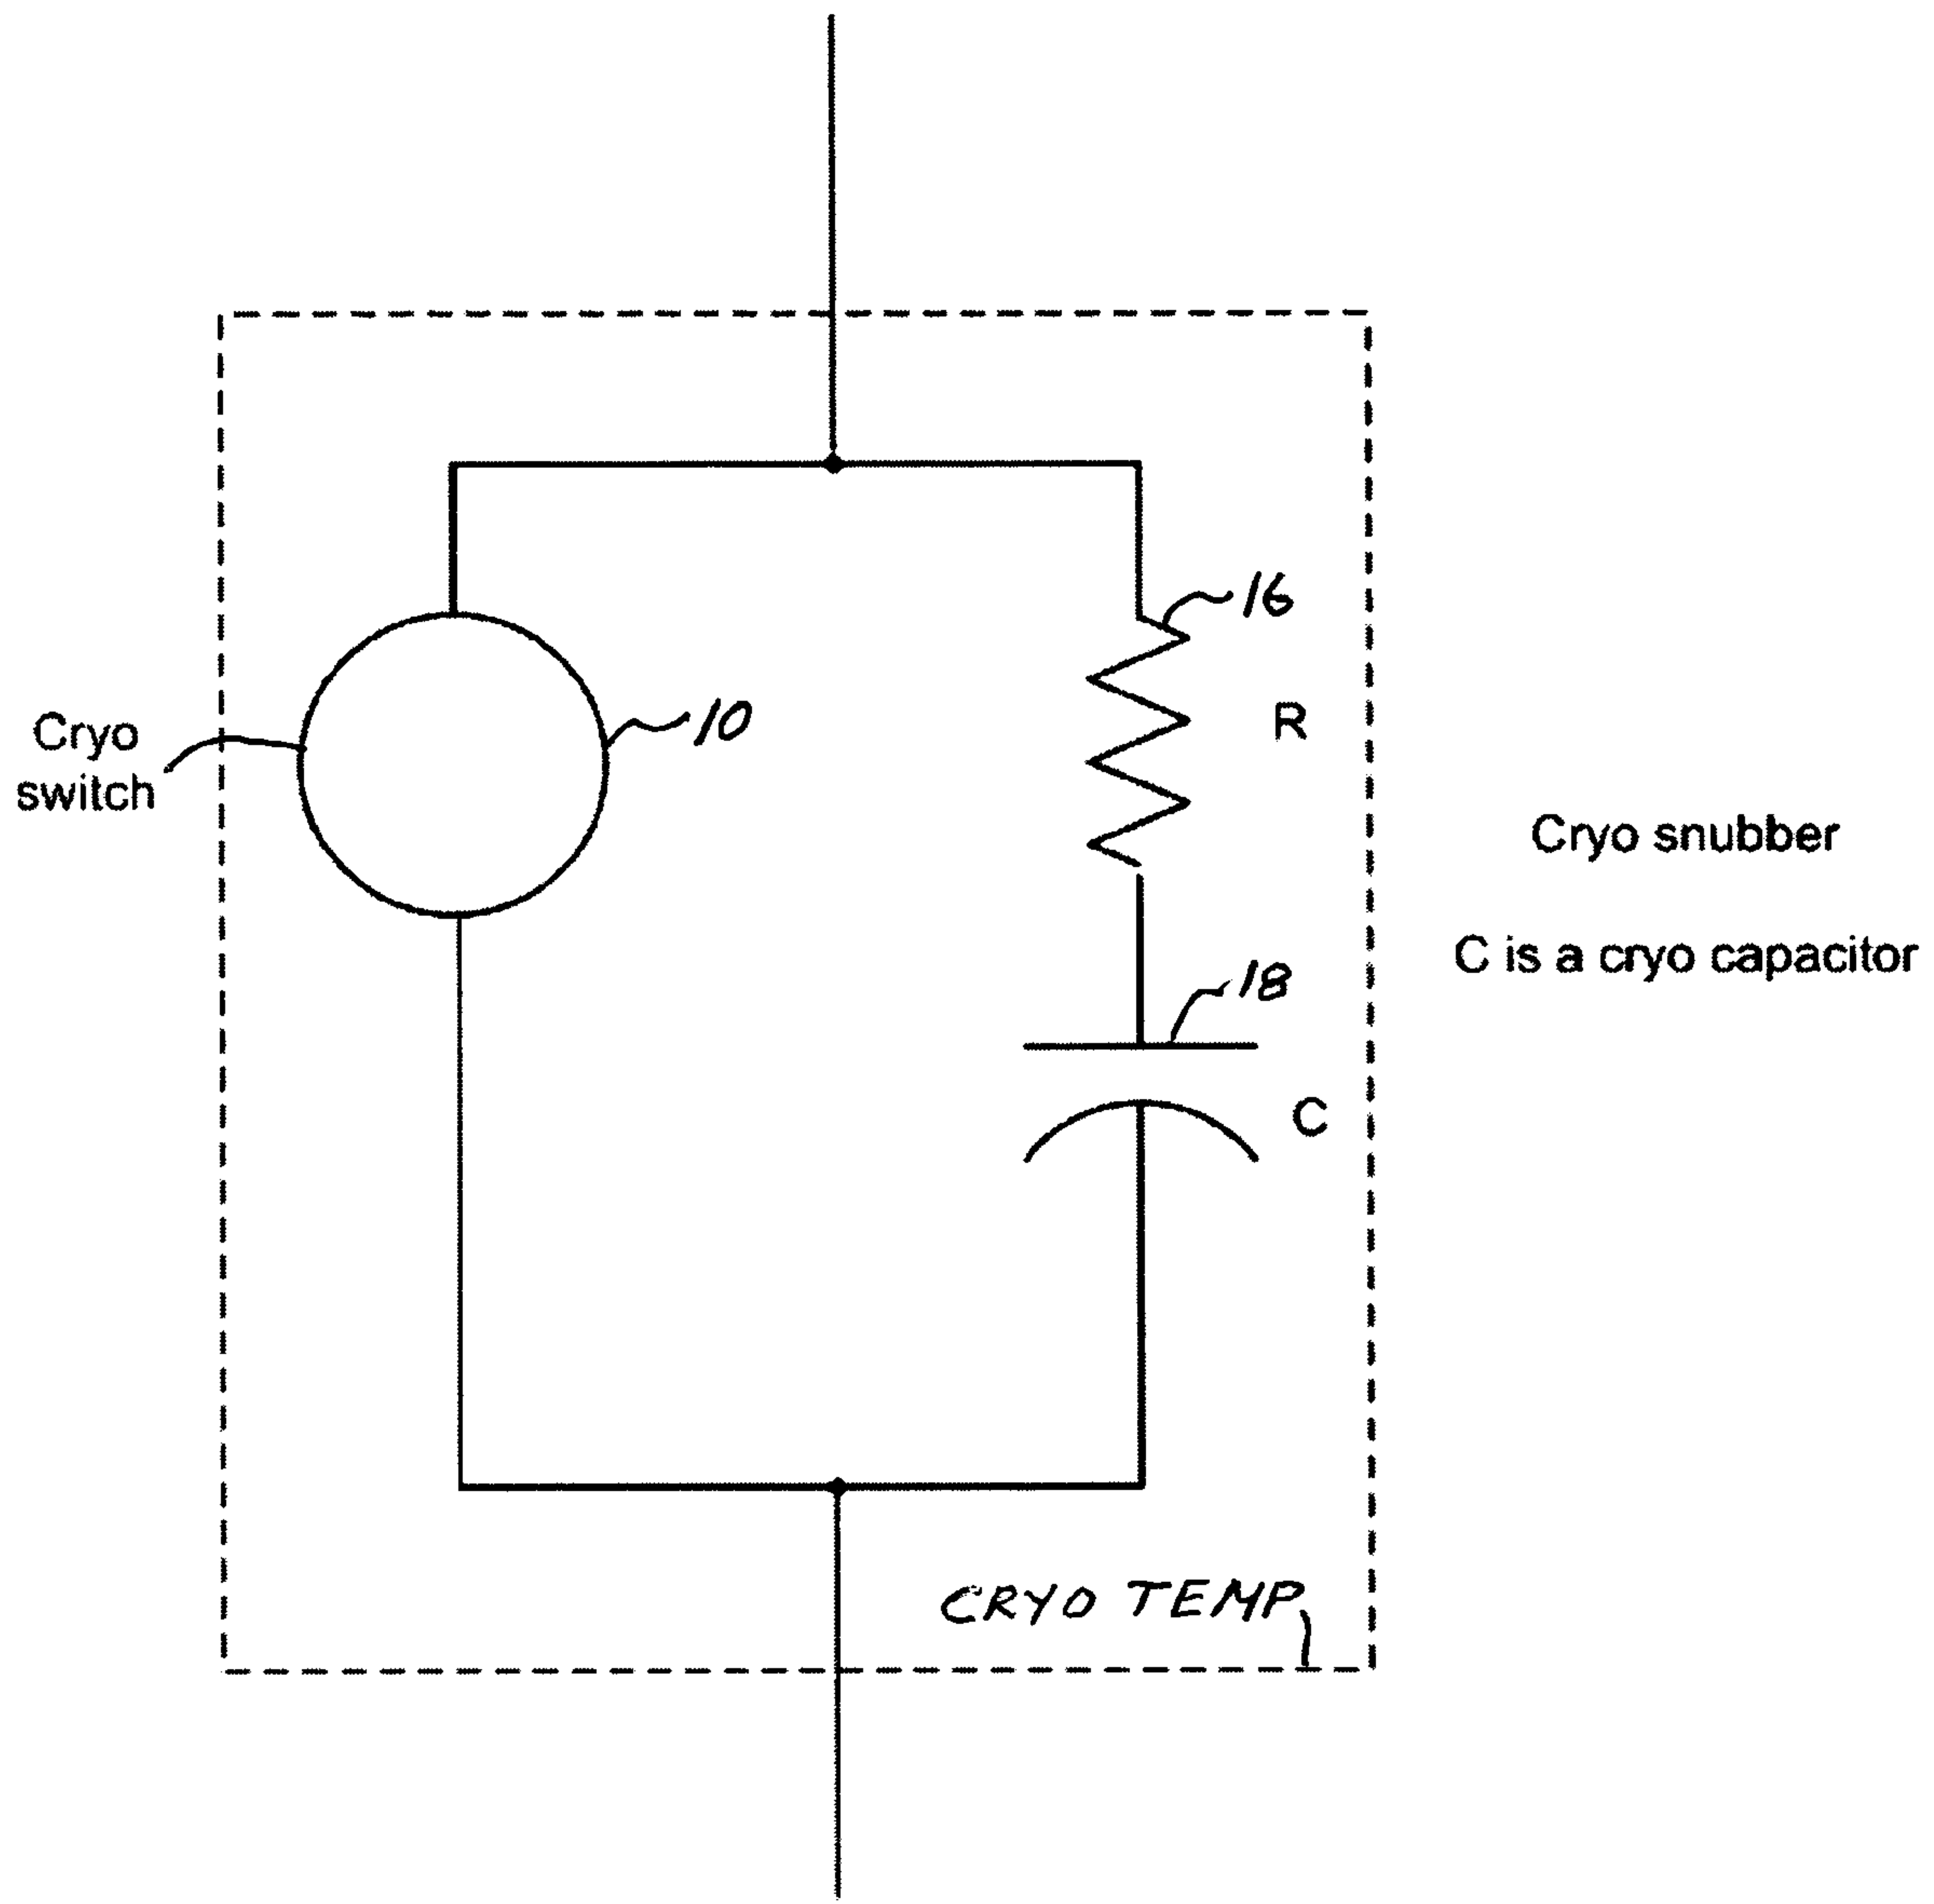 16
R
10
Cryo
switch
Cryo snubber
C is a cryo capacitor
18
C
CRYO TEMP